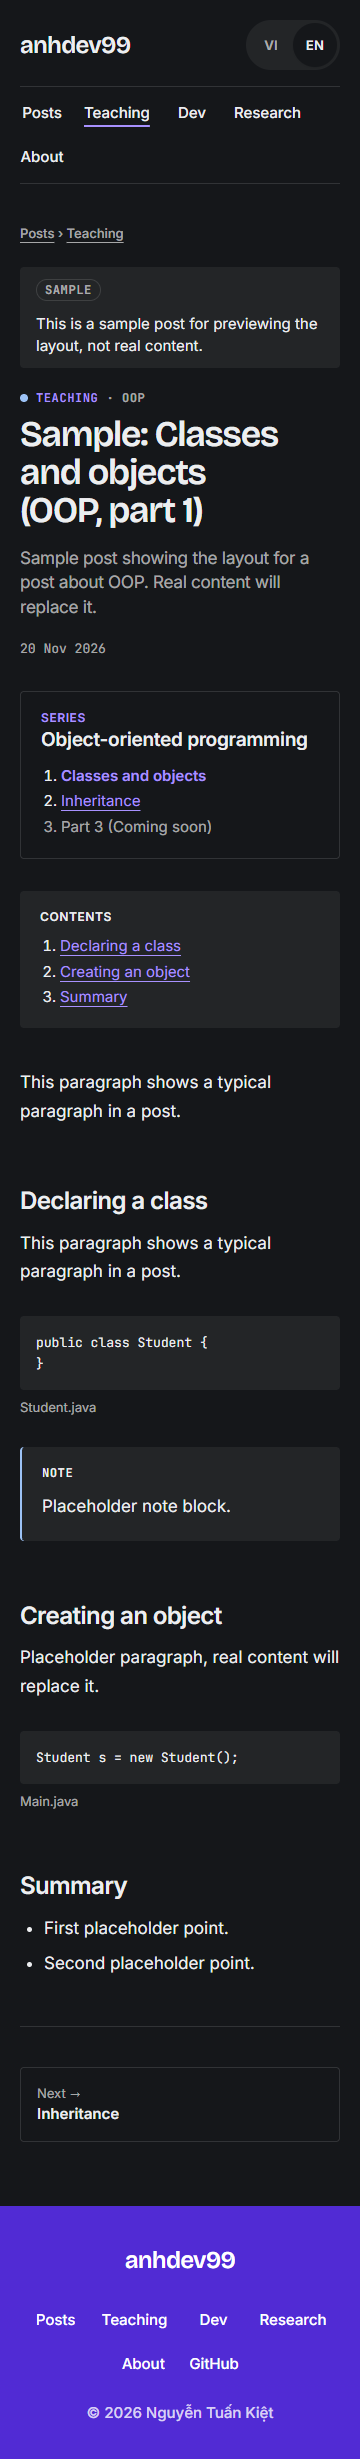 anhdev99
VI EN
Posts Teaching Dev Research
About
Posts › Teaching
SAMPLE
This is a sample post for previewing the
layout, not real content.
TEACHING · OOP
Sample: Classes
and objects
(OOP, part 1)
Sample post showing the layout for a
post about OOP. Real content will
replace it.
20 Nov 2026
SERIES
Object-oriented programming
1. Classes and objects
2. Inheritance
3. Part 3 (Coming soon)
CONTENTS
1. Declaring a class
2. Creating an object
3. Summary
This paragraph shows a typical
paragraph in a post.
Declaring a class
This paragraph shows a typical
paragraph in a post.
public class Student {
}
Student.java
NOTE
Placeholder note block.
Creating an object
Placeholder paragraph, real content will
replace it.
Student s = new Student();
Main.java
Summary
• First placeholder point.
• Second placeholder point.
Next →
Inheritance
anhdev99
Posts Teaching Dev Research
About GitHub
© 2026 Nguyễn Tuấn Kiệt